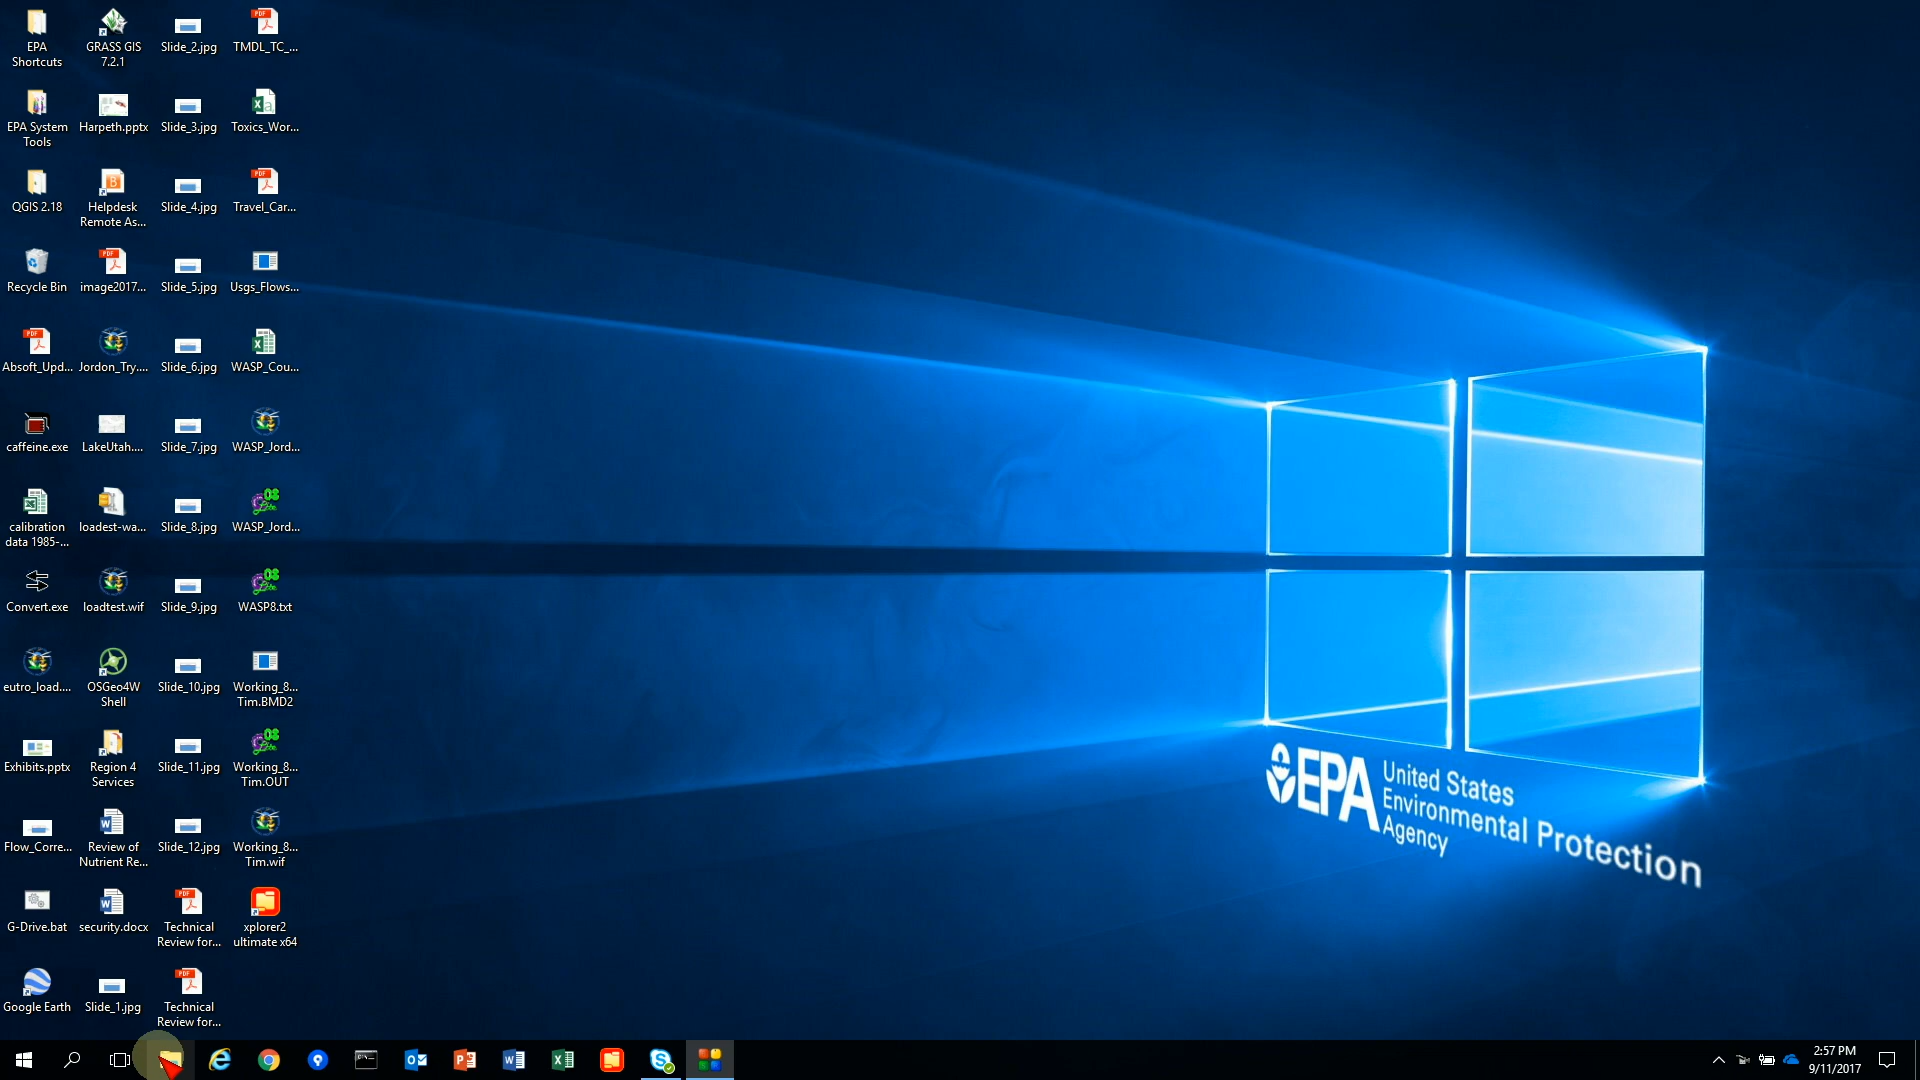 EPA
Shortcuts
GRASS GIS
7.2.1
Slide_2.jpg
TMDL_TC_...
EPA System
Tools
Harpeth.pptx
Slide_3.jpg
Toxics_Wor...
QGIS 2.18
Helpdesk
Remote As...
Slide_4.jpg
Travel_Car...
Recycle Bin
image2017...
Slide_5.jpg
Usgs_Flows...
Absoft_Upd...
Jordon_Try....
Slide_6.jpg
WASP_Cou...
caffeine.exe
LakeUtah....
Slide_7.jpg
WASP_Jord...
calibration
data 1985-...
loadest-wa...
Slide_8.jpg
WASP_Jord...
Convert.exe
loadtest.wif
Slide_9.jpg
WASP8.txt
eutro_load....
OSGeo4W
Shell
Slide_10.jpg
Working_8...
Tim.BMD2
Exhibits.pptx
Region 4
Services
Slide_11.jpg
Working_8...
Tim.OUT
Flow_Corre...
Review of
Nutrient Re...
Slide_12.jpg
Working_8...
Tim.wif
G-Drive.bat
security.docx
Technical
Review for...
xplorer2
ultimate x64
Google Earth
Slide_1.jpg
Technical
Review for...
EPA
United States
Environmental Protection
Agency
2:57 PM
9/11/2017